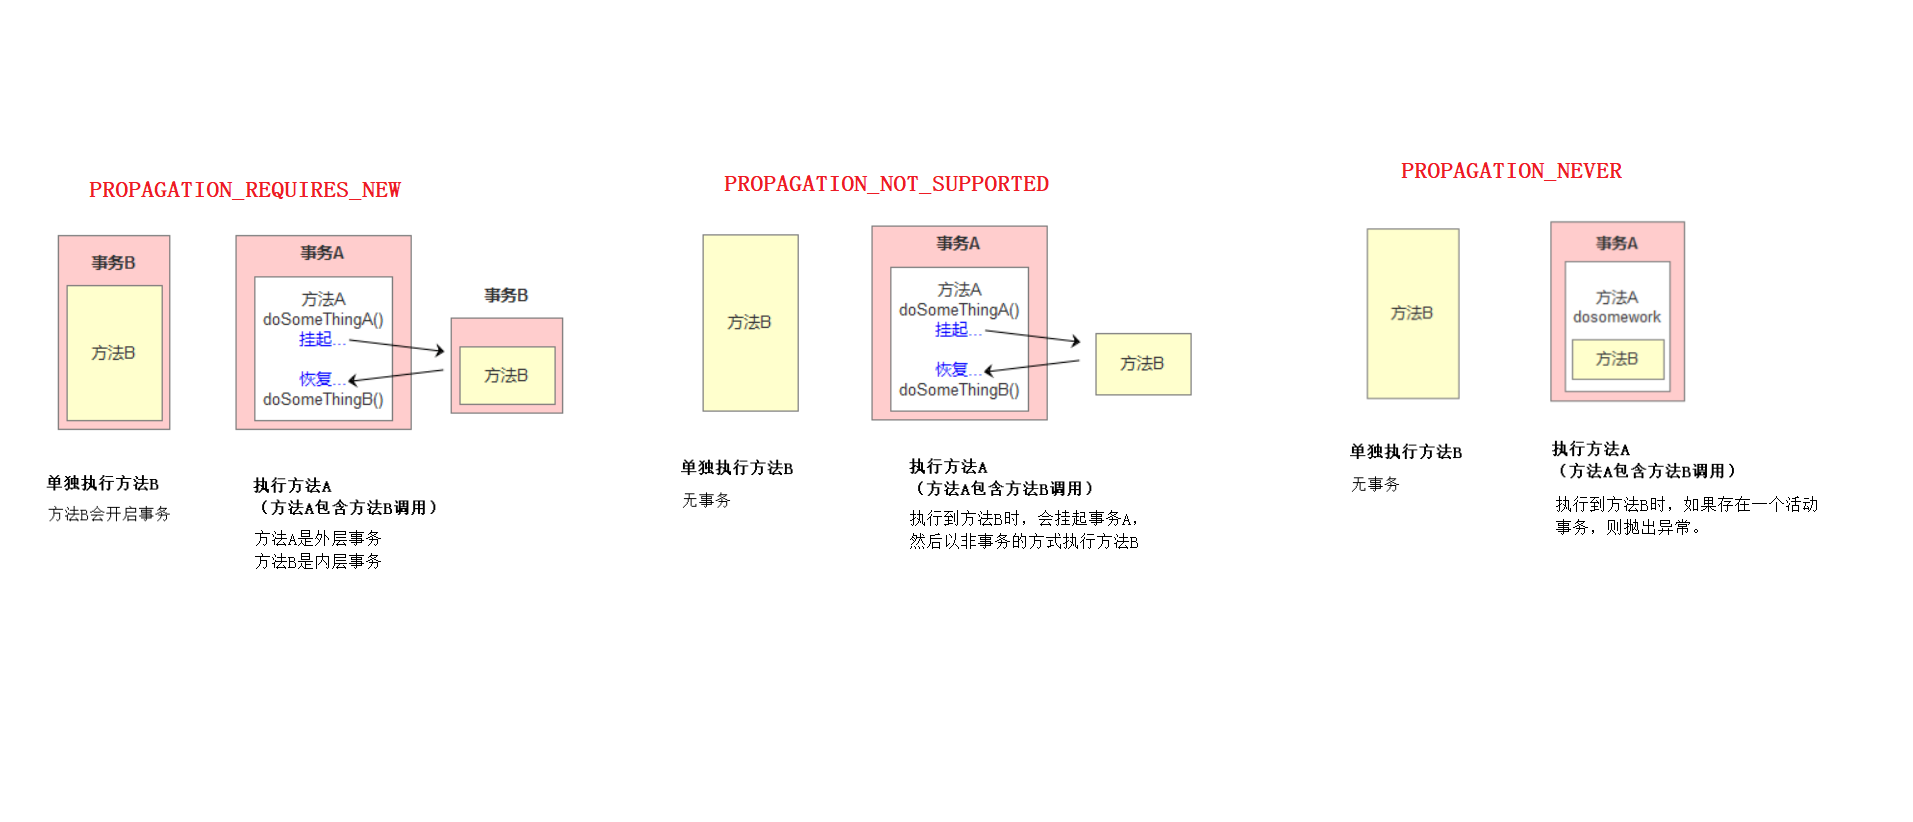 PROPAGATION_REQUIRES_NEW
事务B
方法B
单独执行方法B
方法B会开启事务
事务A
方法A
doSomeThingA()
挂起...
恢复...
doSomeThingB()
事务B
方法B
执行方法A
（方法A包含方法B调用）
方法A是外层事务
方法B是内层事务
PROPAGATION_NOT_SUPPORTED
方法B
单独执行方法B
无事务
事务A
方法A
doSomeThingA()
挂起...
恢复...
doSomeThingB()
方法B
执行方法A
（方法A包含方法B调用）
执行到方法B时，会挂起事务A，
然后以非事务的方式执行方法B
PROPAGATION_NEVER
方法B
单独执行方法B
无事务
事务A
方法A
dosomework
方法B
执行方法A
（方法A包含方法B调用）
执行到方法B时，如果存在一个活动
事务，则抛出异常。